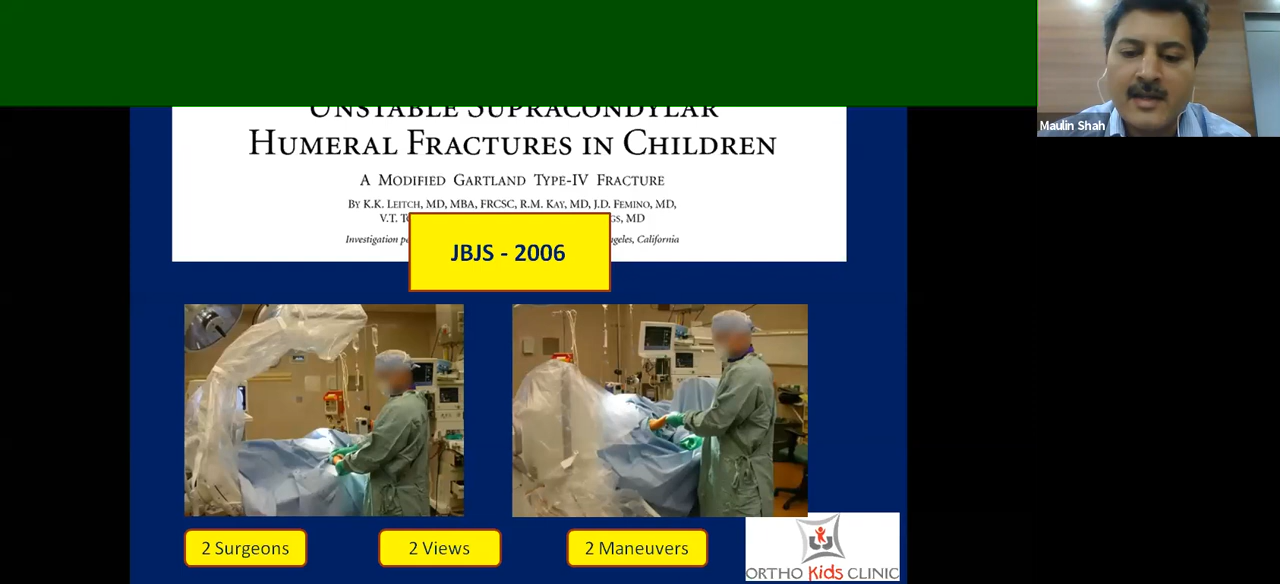 UNSTABLE SUPRACONDYLAR
HUMERAL FRACTURES IN CHILDREN
A MODIFIED GARTLAND TYPE-IV FRACTURE
BY K.K. LEITCH, MD, MBA, FRCSC, R.M. KAY, MD, J.D. FEMINO, MD,
V.T. MD
Investigation California
JBJS - 2006
2 Surgeons
2 Views
2 Maneuvers
ORTHO Kids CLINIC
Maulin Shah